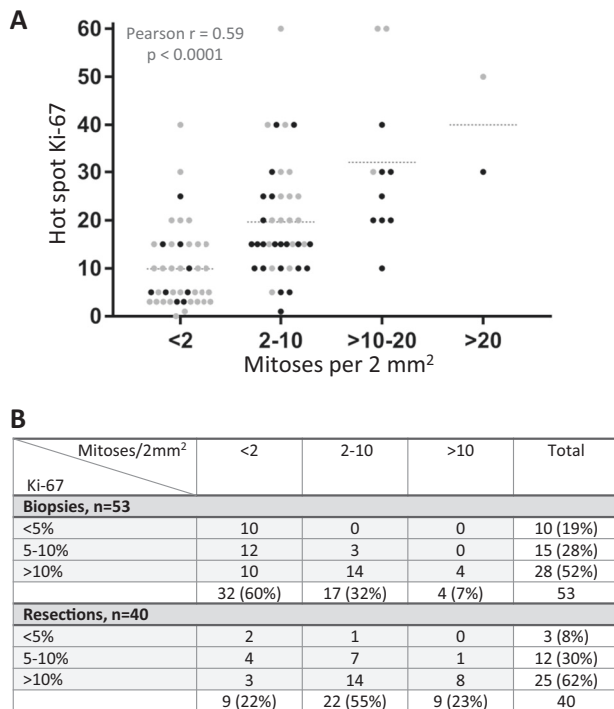 A
Pearson r = 0.59
p < 0.0001
Hot spot Ki-67
60
50
40
30
20
10
0
<2 2-10 >10-20 >20
Mitoses per 2 mm²
B
Mitoses/2mm² <2 2-10 >10 Total
Ki-67
Biopsies, n=53
<5% 10 0 0 10 (19%)
5-10% 12 3 0 15 (28%)
>10% 10 14 4 28 (52%)
32 (60%) 17 (32%) 4 (7%) 53
Resections, n=40
<5% 2 1 0 3 (8%)
5-10% 4 7 1 12 (30%)
>10% 3 14 8 25 (62%)
9 (22%) 22 (55%) 9 (23%) 40